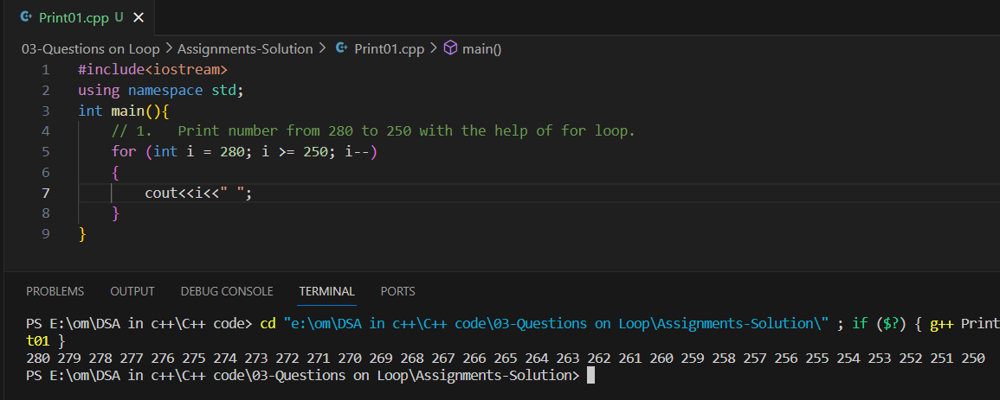 Print01.cpp U
03-Questions on Loop > Assignments-Solution > Print01.cpp > main()
1 #include<iostream>
2 using namespace std;
3 int main(){
4 // 1.   Print number from 280 to 250 with the help of for loop.
5 for (int i = 280; i >= 250; i--)
6 {
7 cout<<i<<" ";
8 }
9 }
PROBLEMS OUTPUT DEBUG CONSOLE TERMINAL PORTS
PS E:\om\DSA in c++\C++ code> cd "e:\om\DSA in c++\C++ code\03-Questions on Loop\Assignments-Solution\" ; if ($?) { g++ Print
t01 }
280 279 278 277 276 275 274 273 272 271 270 269 268 267 266 265 264 263 262 261 260 259 258 257 256 255 254 253 252 251 250
PS E:\om\DSA in c++\C++ code\03-Questions on Loop\Assignments-Solution>